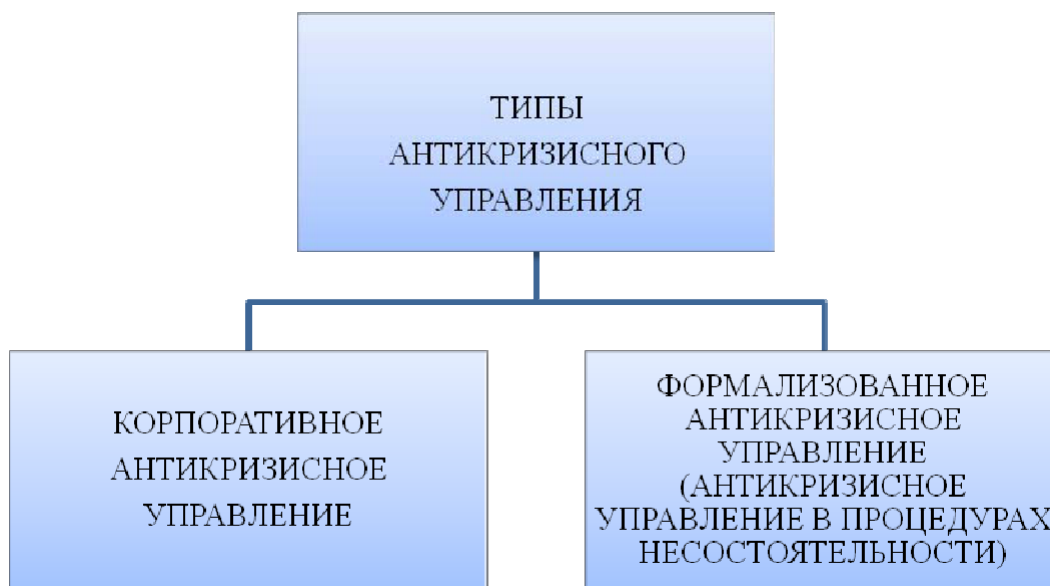 ТИПЫ
АНТИКРИЗИСНОГО
УПРАВЛЕНИЯ
КОРПОРАТИВНОЕ
АНТИКРИЗИСНОЕ
УПРАВЛЕНИЕ
ФОРМАЛИЗОВАННОЕ
АНТИКРИЗИСНОЕ
УПРАВЛЕНИЕ
(АНТИКРИЗИСНОЕ
УПРАВЛЕНИЕ В ПРОЦЕДУРАХ
НЕСОСТОЯТЕЛЬНОСТИ)